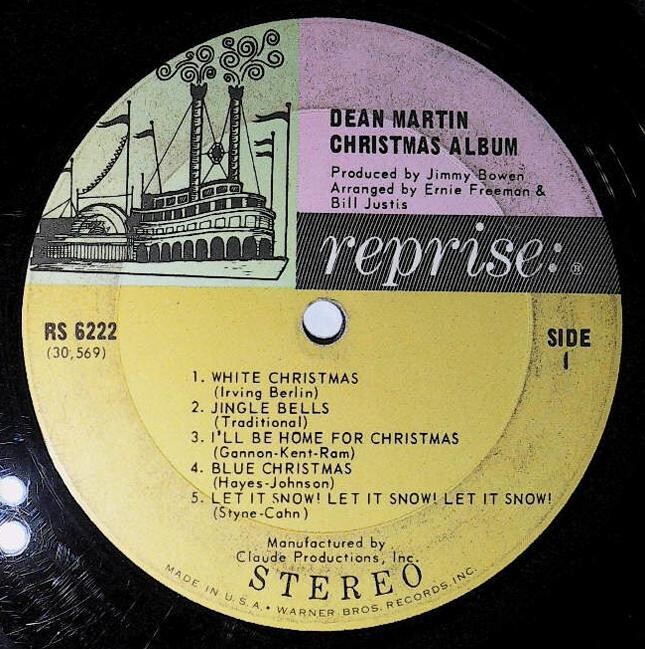 DEAN MARTIN
CHRISTMAS ALBUM
Produced by Jimmy Bowen
Arranged by Ernie Freeman &
Bill Justis
reprise:®
RS 6222
(30,569)
SIDE
1
1. WHITE CHRISTMAS
(Irving Berlin)
2. JINGLE BELLS
(Traditional)
3. I'LL BE HOME FOR CHRISTMAS
(Gannon-Kent-Ram)
4. BLUE CHRISTMAS
(Hayes-Johnson)
5. LET IT SNOW! LET IT SNOW! LET IT SNOW!
(Styne-Cahn)
Manufactured by
Claude Productions, Inc.
STEREO
MADE IN U.S.A. • WARNER BROS. RECORDS, INC.